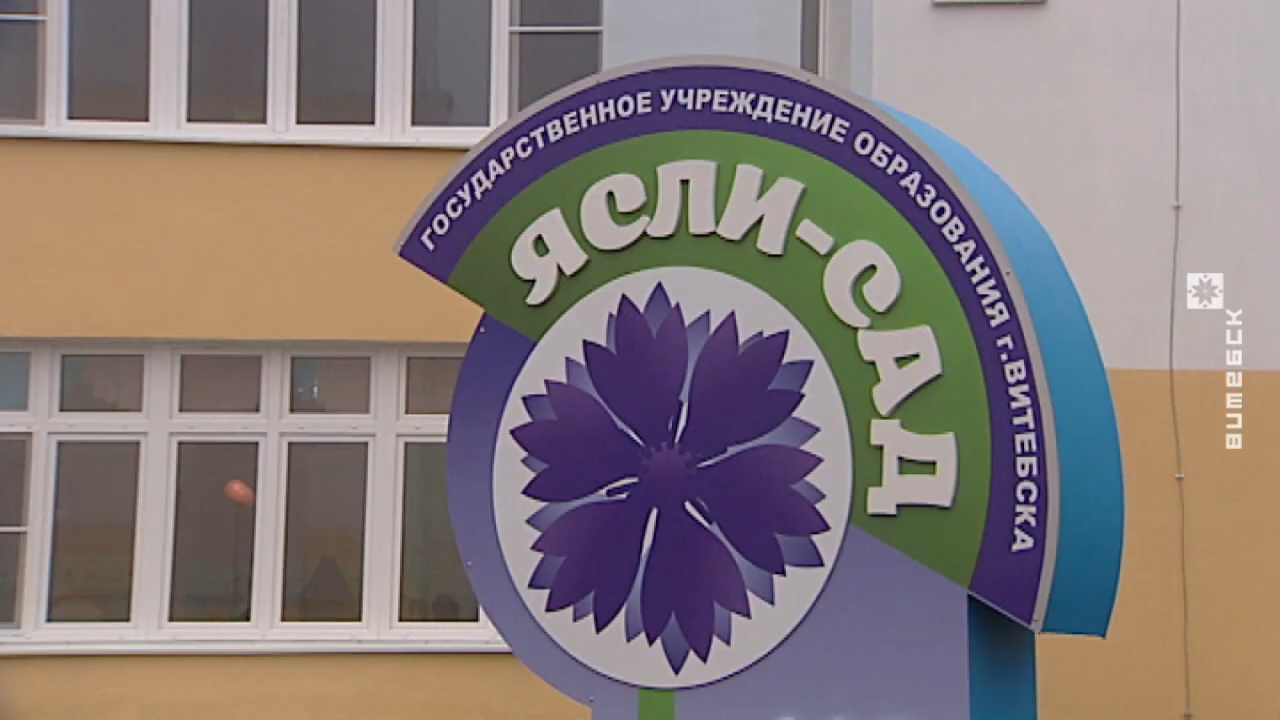 ГОСУДАРСТВЕННОЕ УЧРЕЖДЕНИЕ ОБРАЗОВАНИЯ г.ВИТЕБСКА
ЯСЛИ-САД
ВИТЕБСК